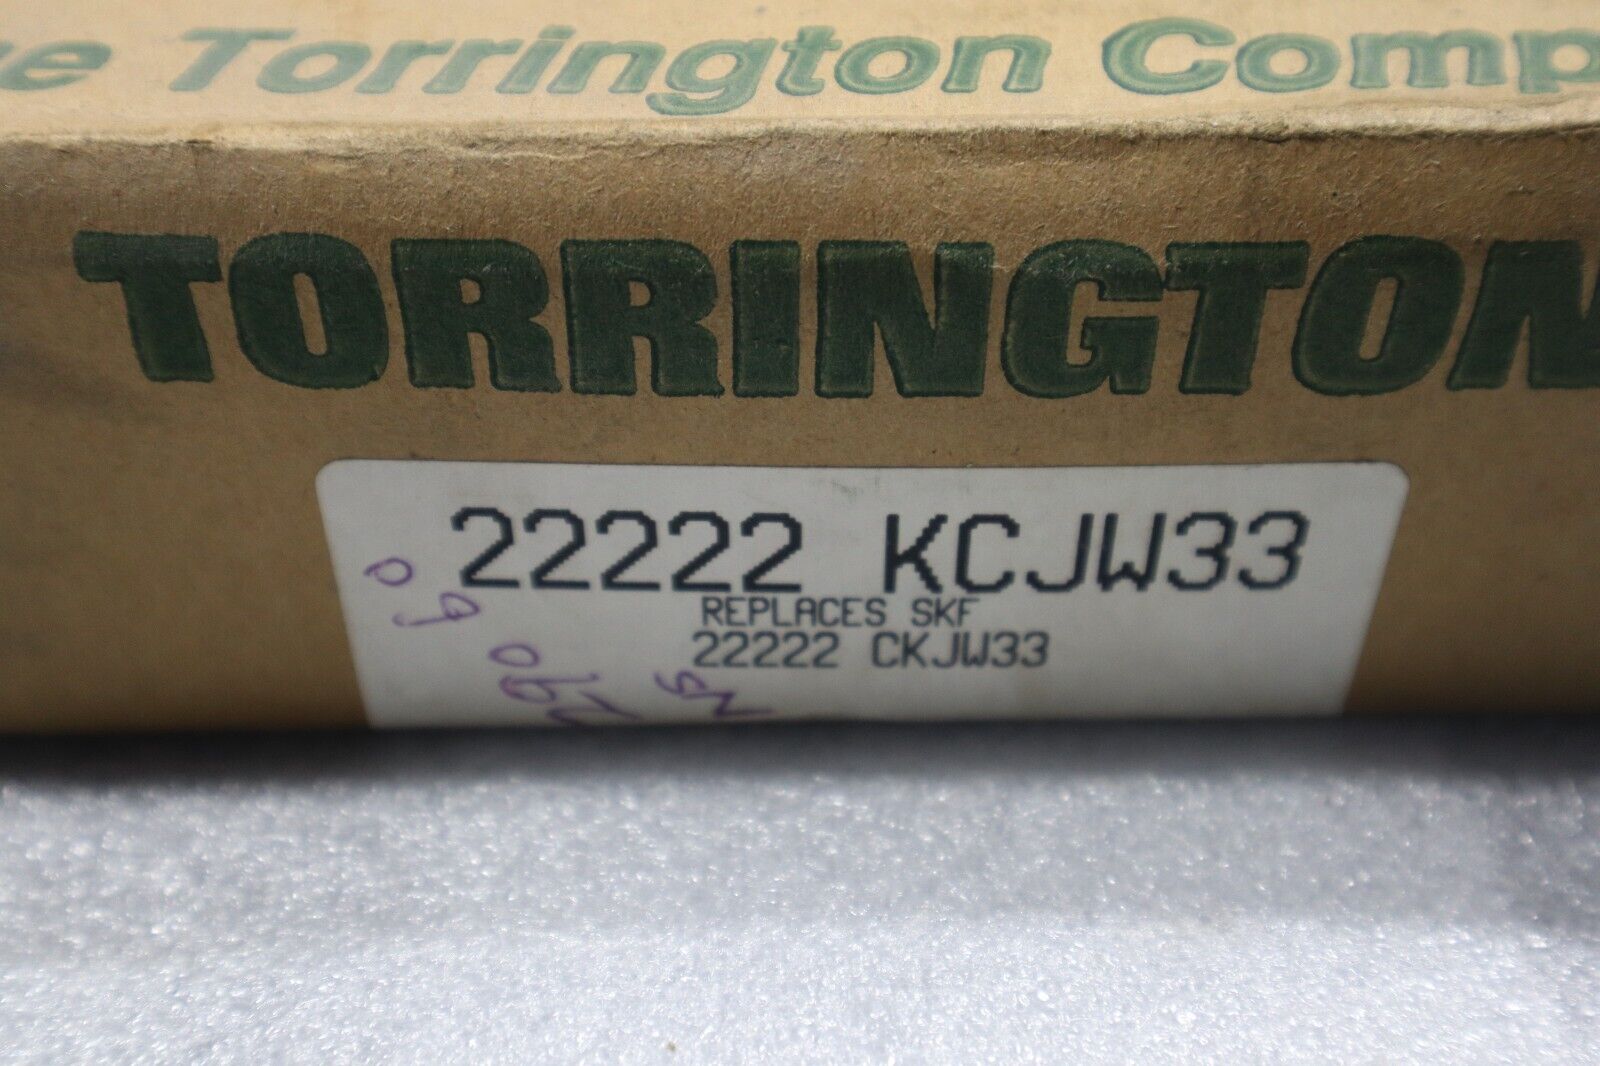 e Torrington Comp
TORRINGTON
22222 KCJW33
REPLACES SKF
22222 CKJW33